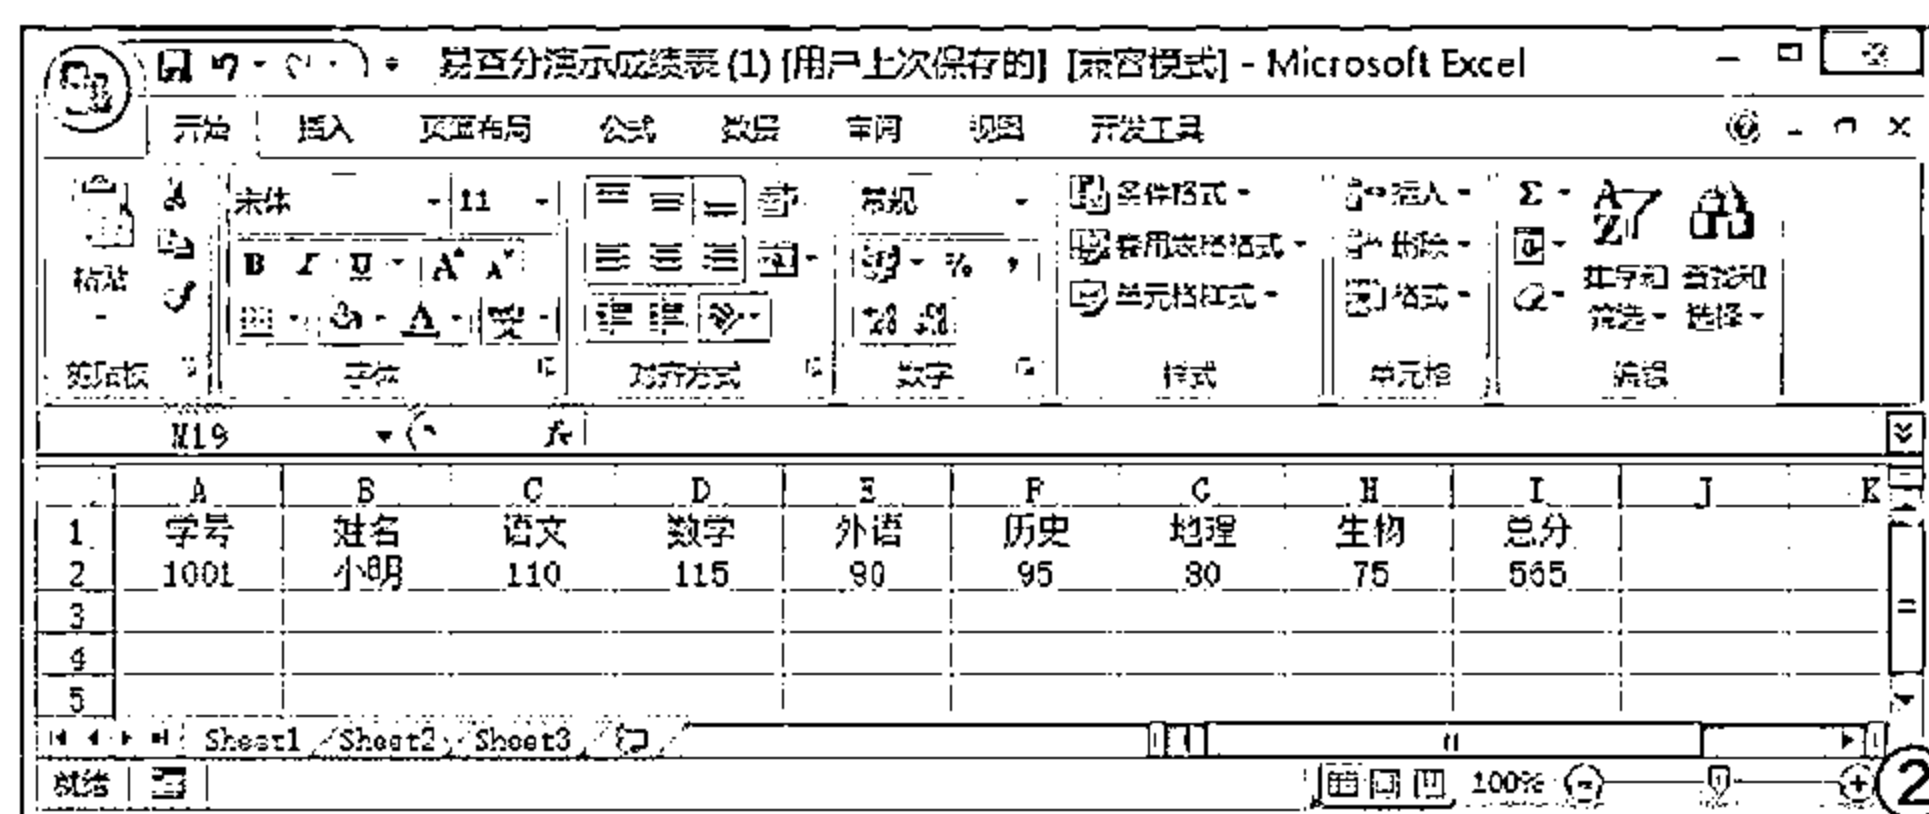 易查分演示成绩表 (1) [用户上次保存的] [兼容模式] - Microsoft Excel
开始 插入 页面布局 公式 数据 审阅 视图 开发工具
宋体 11 常规 条件格式 插入 Σ
粘贴 B I U A A % , 套用表格格式 删除 排序和 查找和
A 单元格样式 格式 筛选 选择
剪贴板 字体 对齐方式 数字 样式 单元格 编辑
fx
A B C D E F G H I J K
1 学号 姓名 语文 数学 外语 历史 地理 生物 总分
2 1001 小明 110 115 90 95 80 75 565
3
4
5
Sheet1 Sheet2 Sheet3
就绪 100%
②